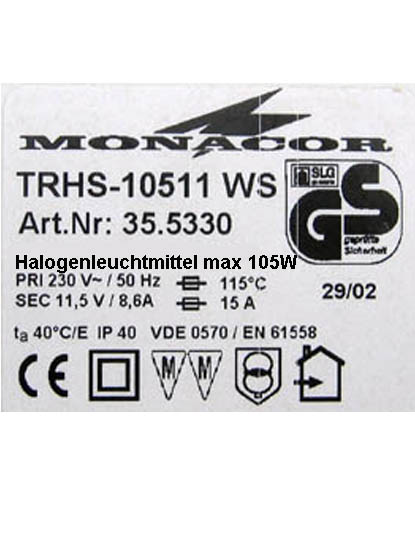 MONACOR
TRHS-10511 WS
Art.Nr: 35.5330
SLG
GS
geprüfte
Sicherheit
Halogenleuchtmittel max 105W
PRI 230 V~ / 50 Hz 115°C
SEC 11,5 V / 8,6A 15 A
29/02
ta 40°C/E IP 40 VDE 0570 / EN 61558
CE M M